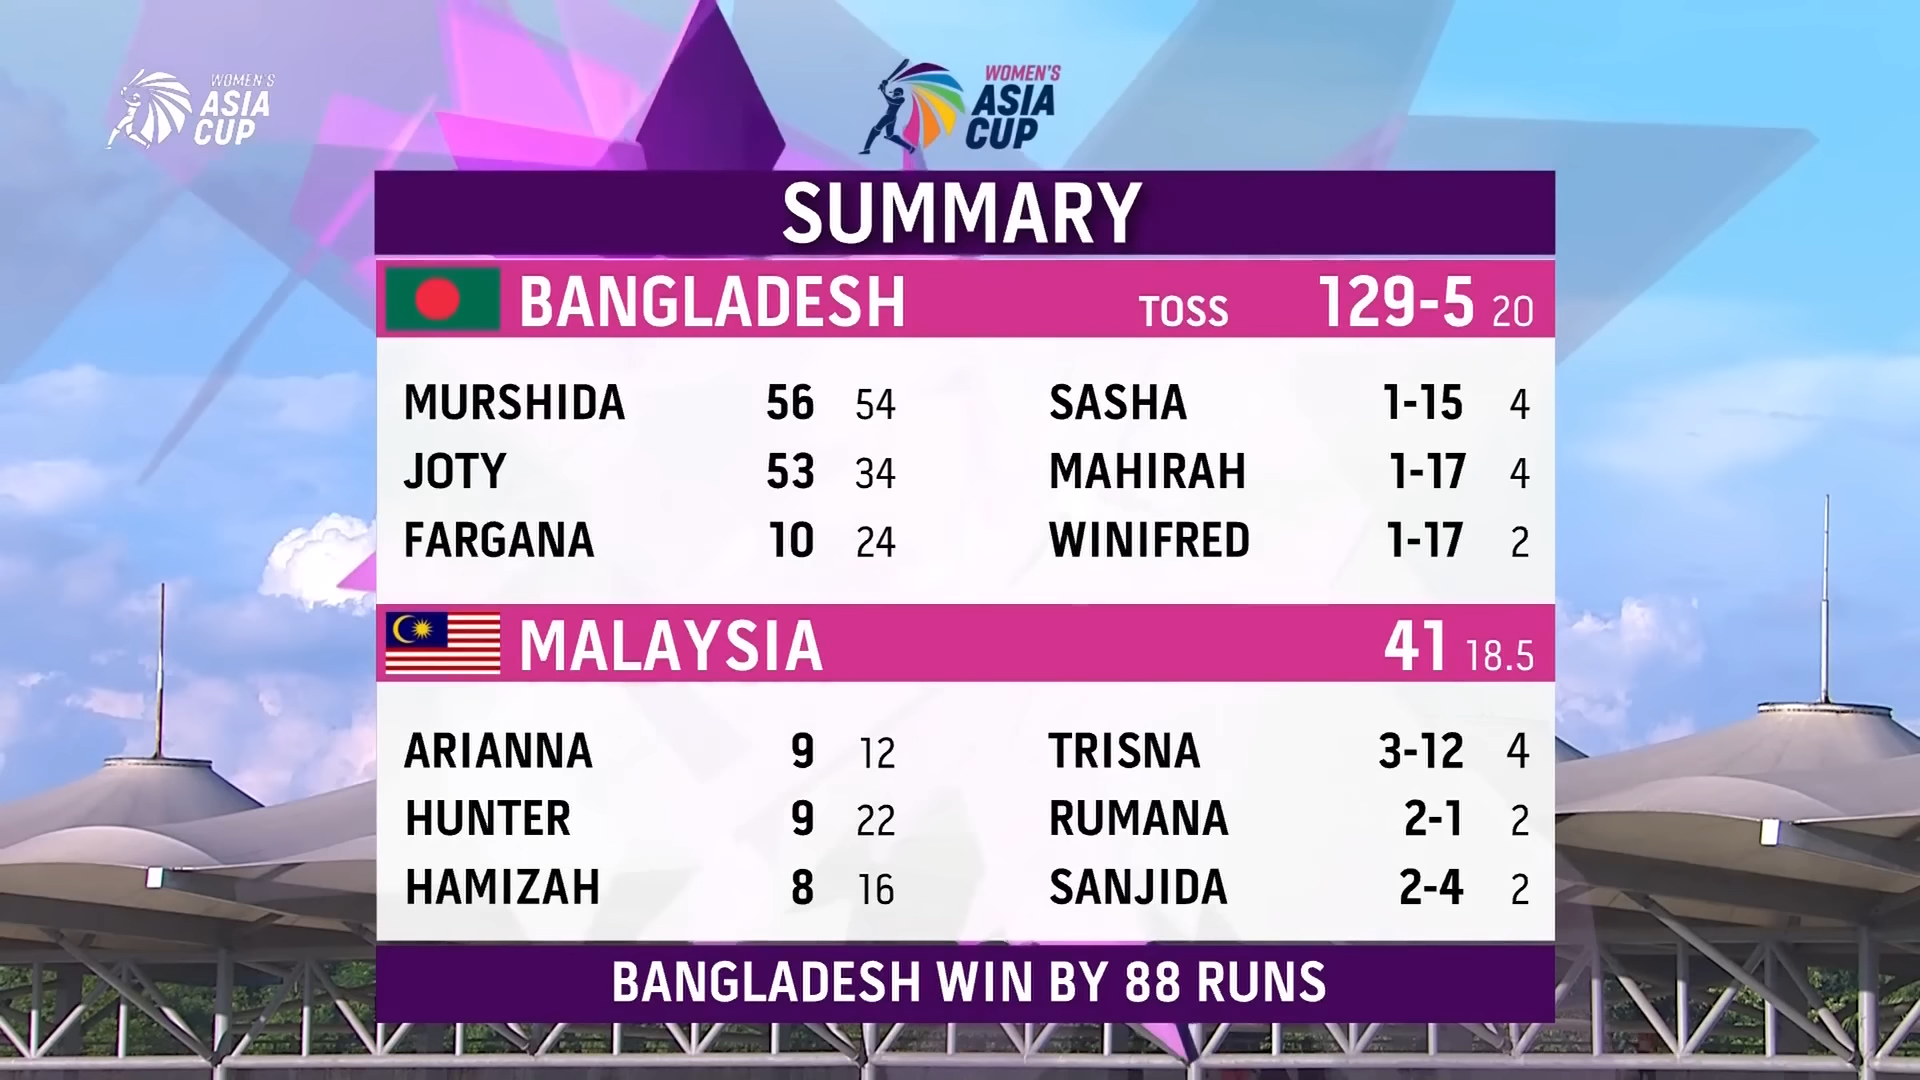 WOMEN'S
ASIA
CUP
WOMEN'S
ASIA
CUP
SUMMARY
BANGLADESH TOSS 129-5 20
MURSHIDA 56 54 SASHA 1-15 4
JOTY 53 34 MAHIRAH 1-17 4
FARGANA 10 24 WINIFRED 1-17 2
MALAYSIA 41 18.5
ARIANNA 9 12 TRISNA 3-12 4
HUNTER 9 22 RUMANA 2-1 2
HAMIZAH 8 16 SANJIDA 2-4 2
BANGLADESH WIN BY 88 RUNS